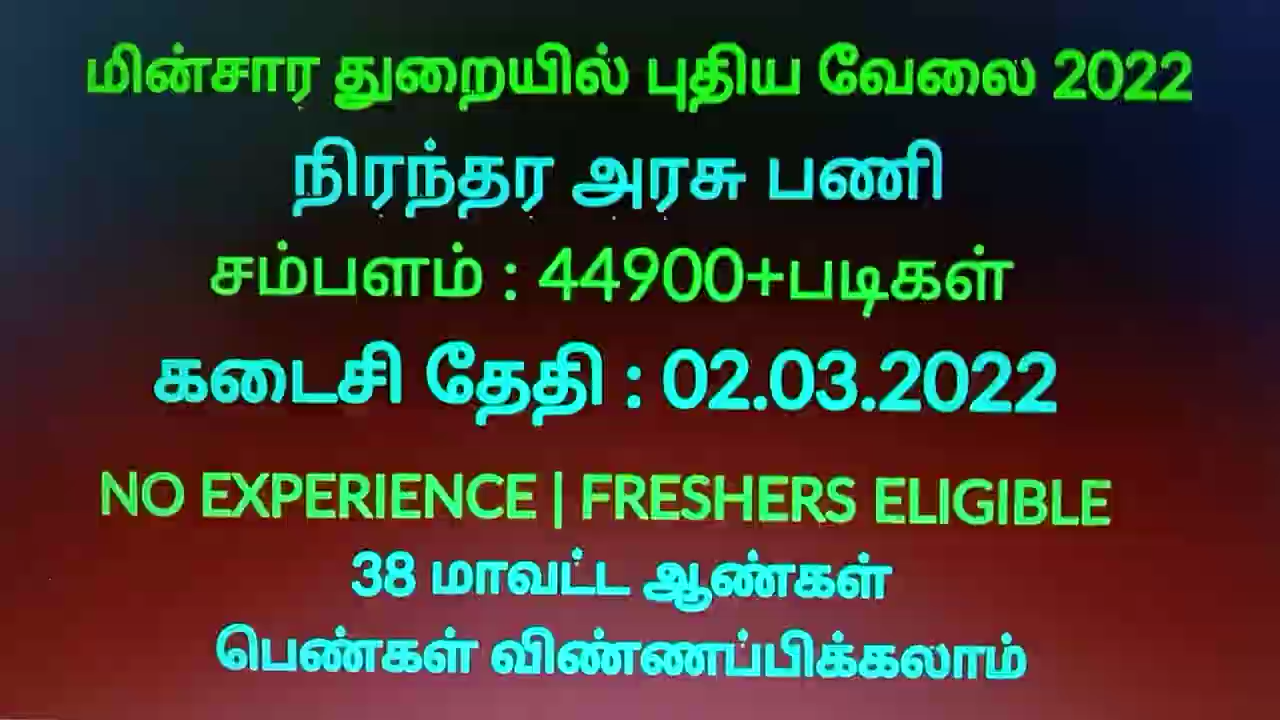 மின்சார துறையில் புதிய வேலை 2022
நிரந்தர அரசு பணி
சம்பளம் : 44900+படிகள்
கடைசி தேதி : 02.03.2022
NO EXPERIENCE | FRESHERS ELIGIBLE
38 மாவட்ட ஆண்கள்
பெண்கள் விண்ணப்பிக்கலாம்